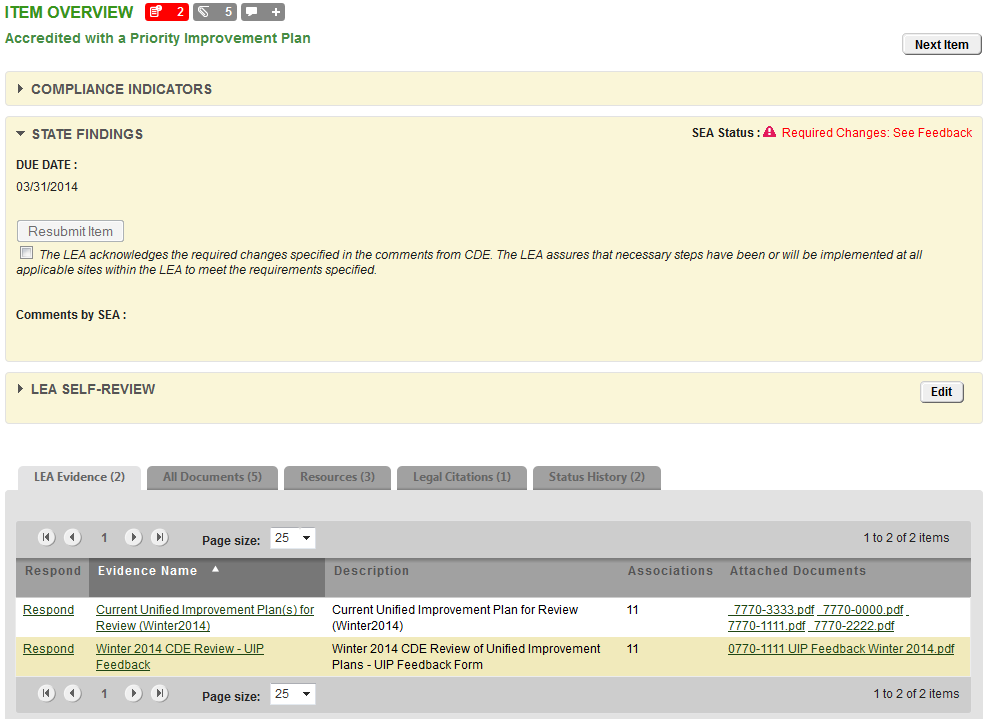 ITEM OVERVIEW 2 5 +
Accredited with a Priority Improvement Plan
Next Item
COMPLIANCE INDICATORS
STATE FINDINGS SEA Status : Required Changes: See Feedback
DUE DATE :
03/31/2014
Resubmit Item
The LEA acknowledges the required changes specified in the comments from CDE. The LEA assures that necessary steps have been or will be implemented at all
applicable sites within the LEA to meet the requirements specified.
Comments by SEA :
LEA SELF-REVIEW Edit
LEA Evidence (2) All Documents (5) Resources (3) Legal Citations (1) Status History (2)
1 Page size: 25 1 to 2 of 2 items
Respond Evidence Name Description Associations Attached Documents
Respond Current Unified Improvement Plan(s) for Current Unified Improvement Plan for Review 11 _7770-3333.pdf _7770-0000.pdf
Review (Winter2014) (Winter2014) 7770-1111.pdf _7770-2222.pdf
Respond Winter 2014 CDE Review - UIP Winter 2014 CDE Review of Unified Improvement 11 0770-1111 UIP Feedback Winter 2014.pdf
Feedback Plans - UIP Feedback Form
1 Page size: 25 1 to 2 of 2 items